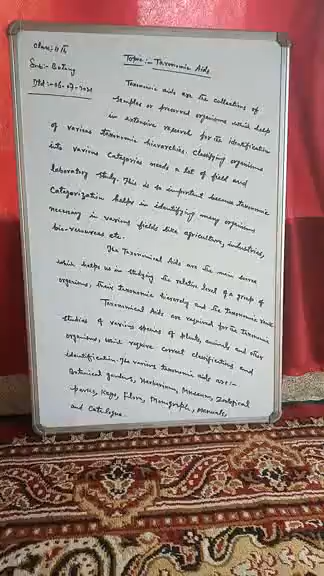 Class:- 11th
Sub:- Botany
Dtd:- 06-07-2021
Topic:- Taxonomic Aids
Taxonomic aids are the collections of
samples or preserved organisms which help
in extensive research for the identification
of various taxonomic hierarchies. Classifying organisms
into various categories needs a lot of field and
laboratory study. This is so important because taxonomic
Categorization helps in identifying many organisms
necessary in various fields like agriculture, industries,
bio-resources etc.
The Taxonomical Aids are the main source
which helps us in studying the relative level of a group of
organisms, their taxonomic hierarchy and the taxonomic rank.
Taxonomical Aids are required for the taxonomic
studies of various species of plants, animals and other
organisms, which require correct classifications and
identification. The various taxonomic aids are:-
Botanical gardens, Herbarium, Museums, Zoological
parks, Keys, Flora, Monographs, Manuals,
and Catalogue.